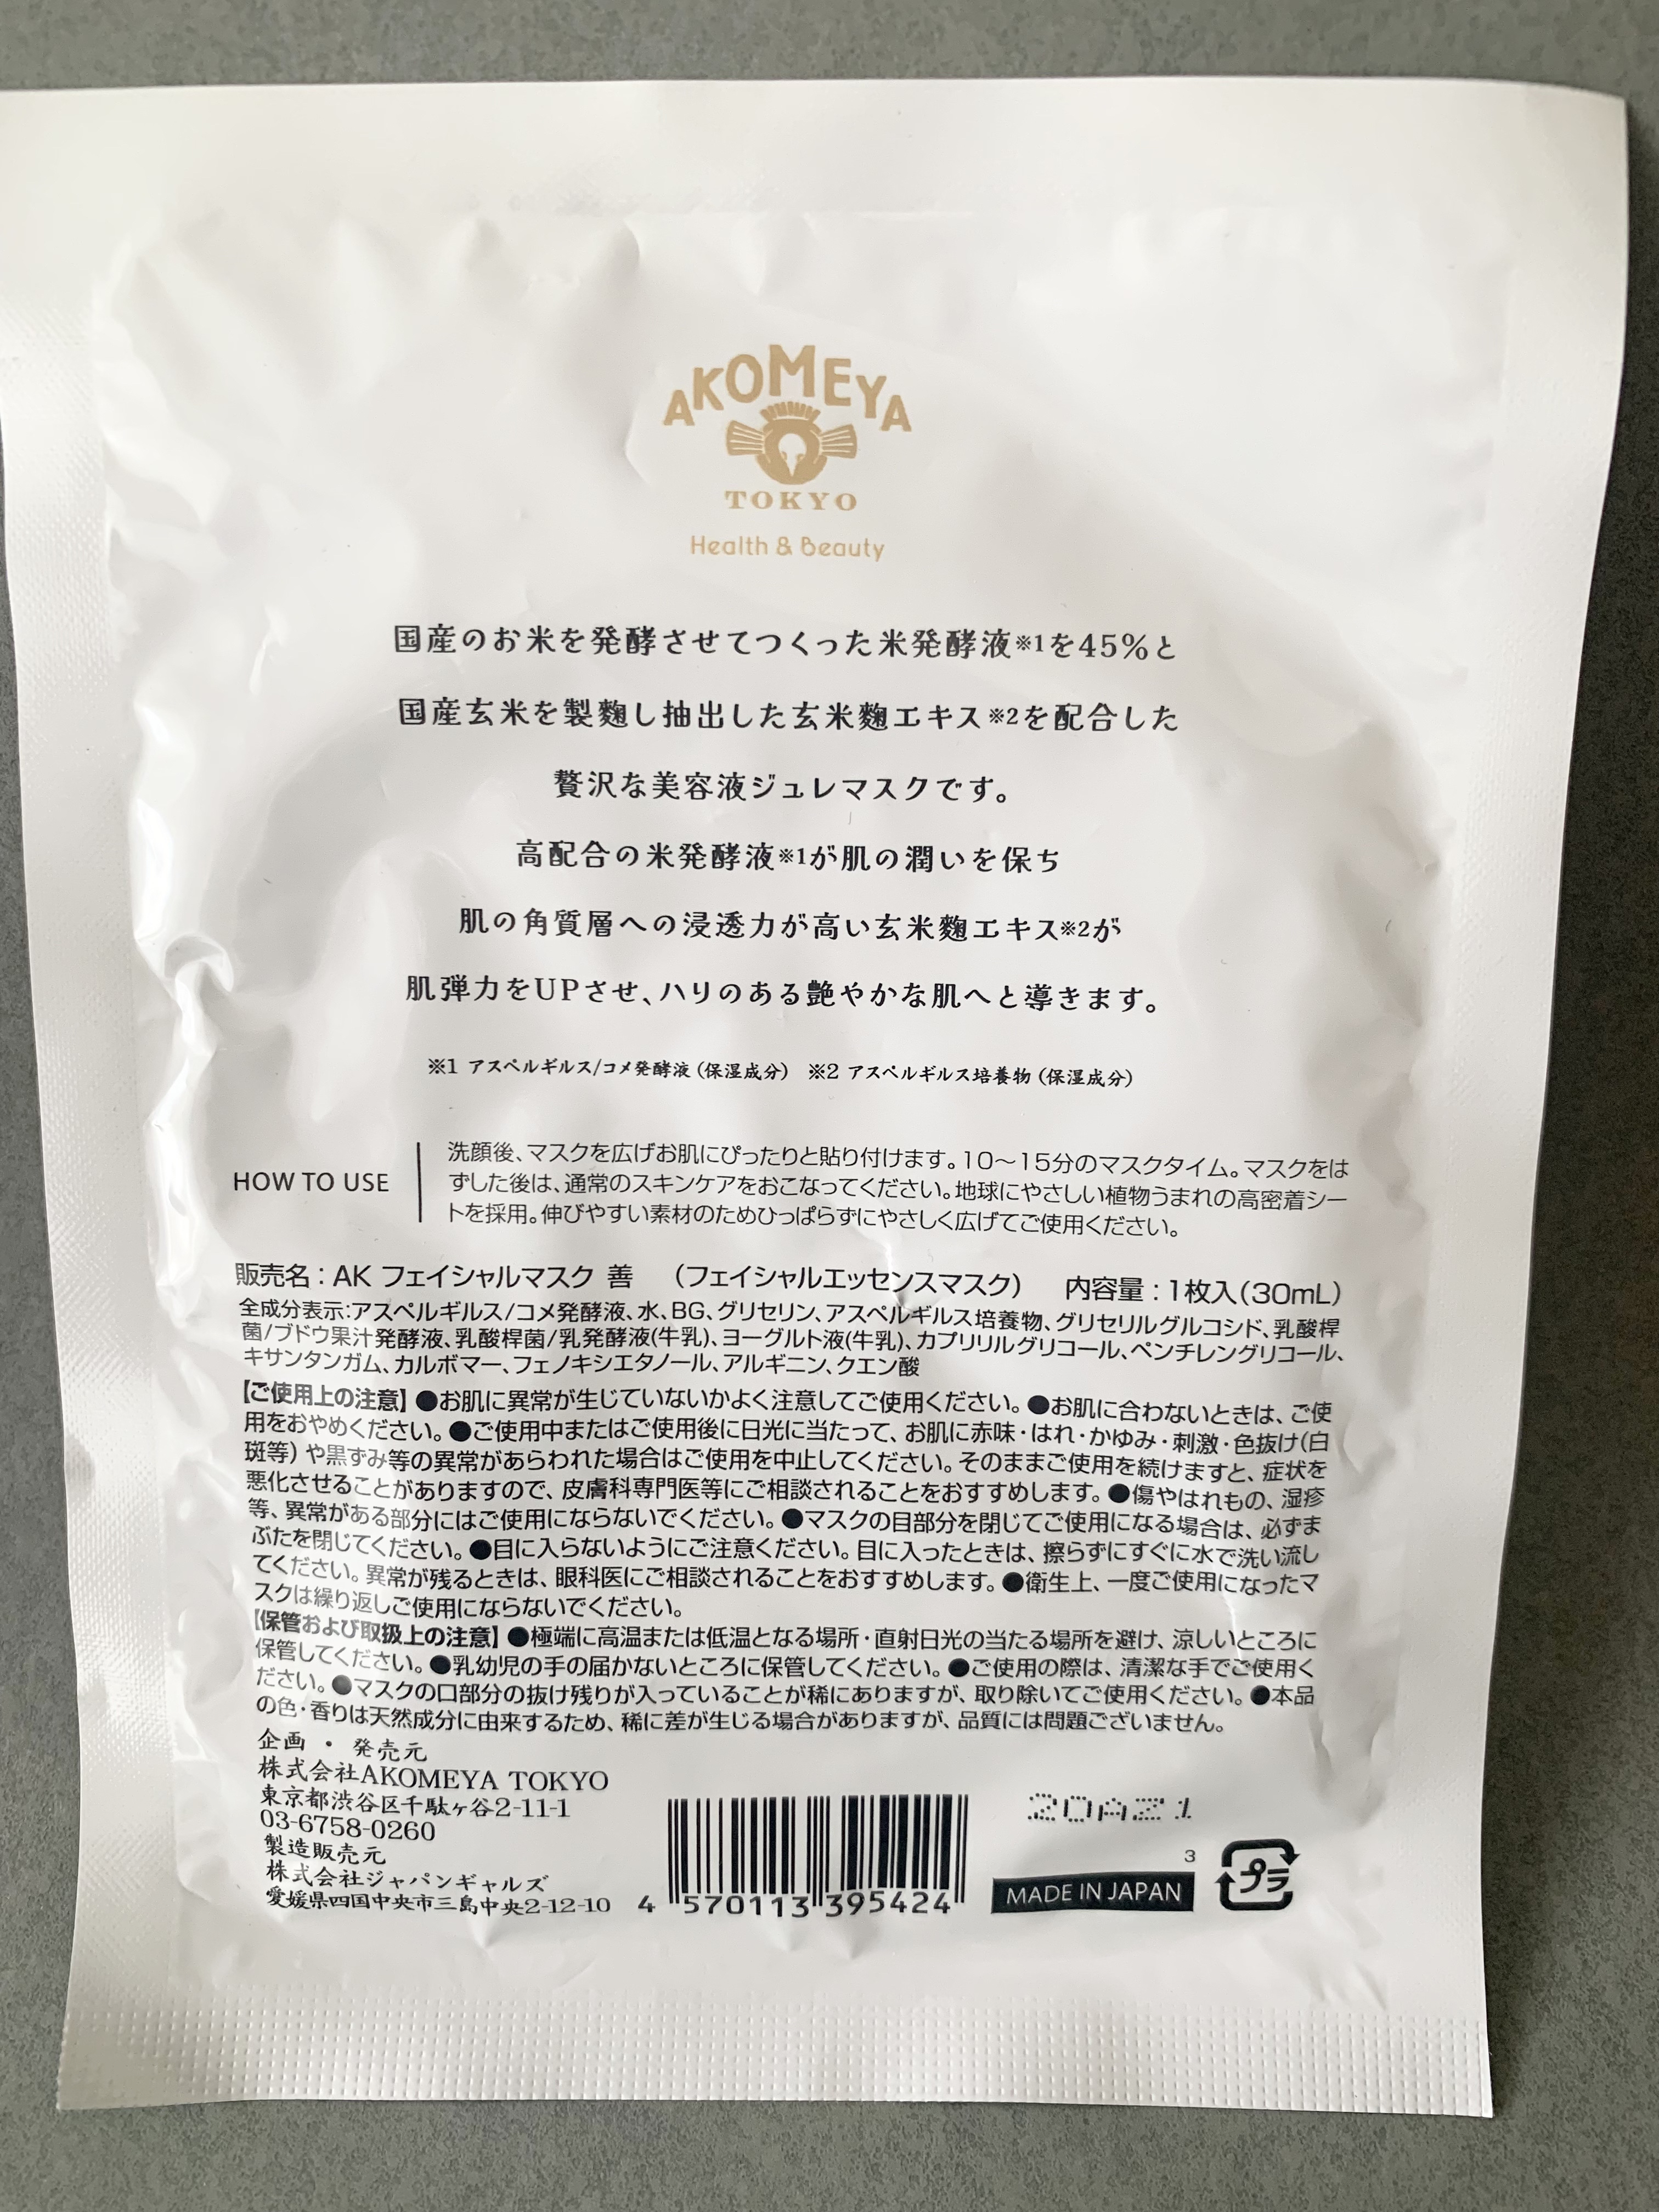 AKOMEYA
TOKYO
Health & Beauty
国産のお米を発酵させてつくった米発酵液※1を45%と
国産玄米を製麴し抽出した玄米麴エキス※2を配合した
贅沢な美容液ジュレマスクです。
高配合の米発酵液※1が肌の潤いを保ち
肌の角質層への浸透力が高い玄米麴エキス※2が
肌弾力をUPさせ、ハリのある艶やかな肌へと導きます。
※1 アスペルギルス/コメ発酵液(保湿成分) ※2 アスペルギルス培養物(保湿成分)
HOW TO USE
洗顔後、マスクを広げお肌にぴったりと貼り付けます。10〜15分のマスクタイム。マスクをは
ずした後は、通常のスキンケアをおこなってください。地球にやさしい植物うまれの高密着シー
トを採用。伸びやすい素材のためひっぱらずにやさしく広げてご使用ください。
販売名:AK フェイシャルマスク 善 (フェイシャルエッセンスマスク) 内容量:1枚入(30mL)
全成分表示:アスペルギルス/コメ発酵液、水、BG、グリセリン、アスペルギルス培養物、グリセリルグルコシド、乳酸桿
菌/ブドウ果汁発酵液、乳酸桿菌/乳発酵液(牛乳)、ヨーグルト液(牛乳)、カプリリルグリコール、ペンチレングリコール、
キサンタンガム、カルボマー、フェノキシエタノール、アルギニン、クエン酸
【ご使用上の注意】●お肌に異常が生じていないかよく注意してご使用ください。●お肌に合わないときは、ご使
用をおやめください。●ご使用中またはご使用後に日光に当たって、お肌に赤味・はれ・かゆみ・刺激・色抜け(白
斑等)や黒ずみ等の異常があらわれた場合はご使用を中止してください。そのままご使用を続けますと、症状を
悪化させることがありますので、皮膚科専門医等にご相談されることをおすすめします。●傷やはれもの、湿疹
等、異常がある部分にはご使用にならないでください。●マスクの目部分を閉じてご使用になる場合は、必ずま
ぶたを閉じてください。●目に入らないようにご注意ください。目に入ったときは、擦らずにすぐに水で洗い流し
てください。異常が残るときは、眼科医にご相談されることをおすすめします。●衛生上、一度ご使用になったマ
スクは繰り返しご使用にならないでください。
【保管および取扱上の注意】●極端に高温または低温となる場所・直射日光の当たる場所を避け、涼しいところに
保管してください。●乳幼児の手の届かないところに保管してください。●ご使用の際は、清潔な手でご使用く
ださい。●マスクの口部分の抜け残りが入っていることが稀にありますが、取り除いてご使用ください。●本品
の色・香りは天然成分に由来するため、稀に差が生じる場合がありますが、品質には問題ございません。
企画・発売元
株式会社AKOMEYA TOKYO
東京都渋谷区千駄ヶ谷2-11-1
03-6758-0260
製造販売元
株式会社ジャパンギャルズ
愛媛県四国中央市三島中央2-12-10
4 570113 395424
20AZ1
3
MADE IN JAPAN
プラ